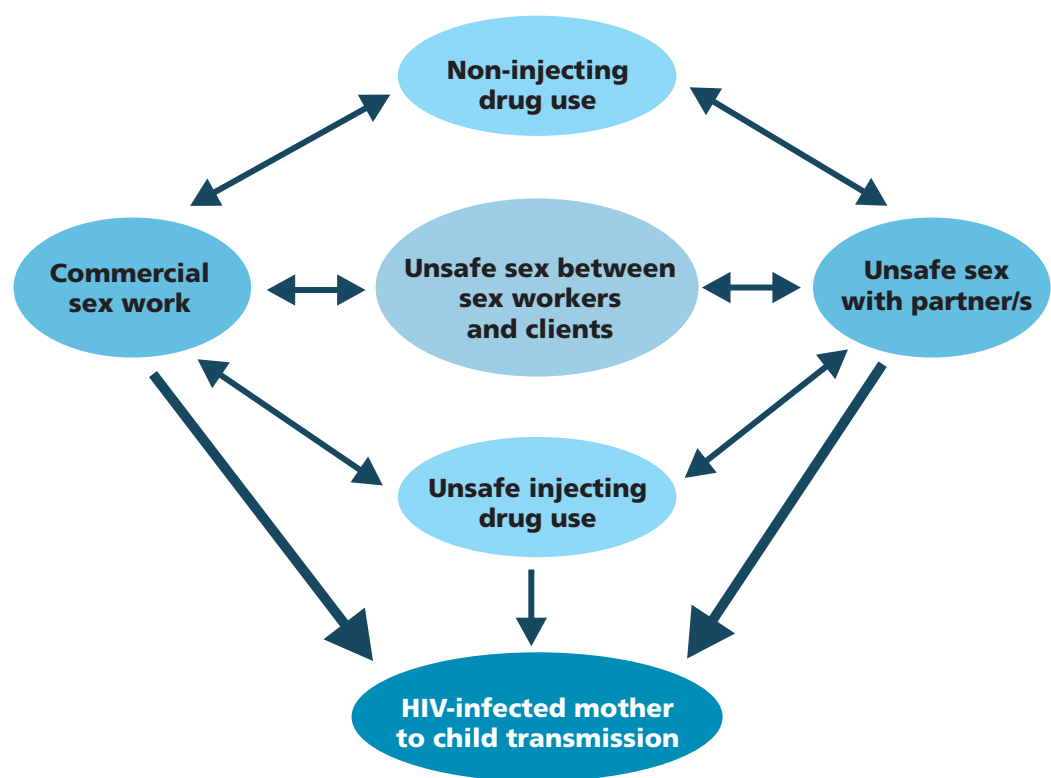 Non-injecting
drug use
Commercial
sex work
Unsafe sex between
sex workers
and clients
Unsafe sex
with partner/s
Unsafe injecting
drug use
HIV-infected mother
to child transmission